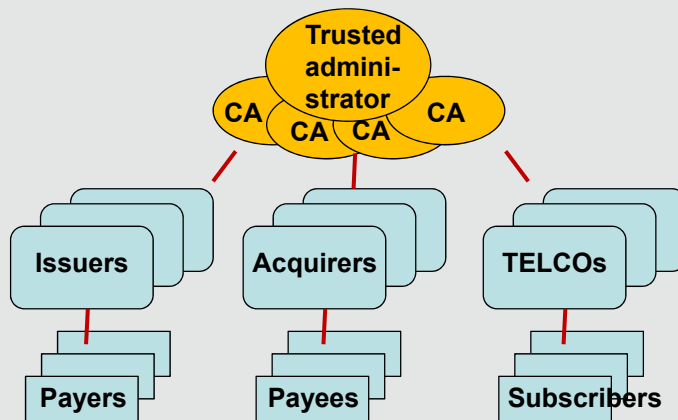 Trusted
admini-
strator
CA
CA
CA
CA
Issuers
Acquirers
TELCOs
Payers
Payees
Subscribers